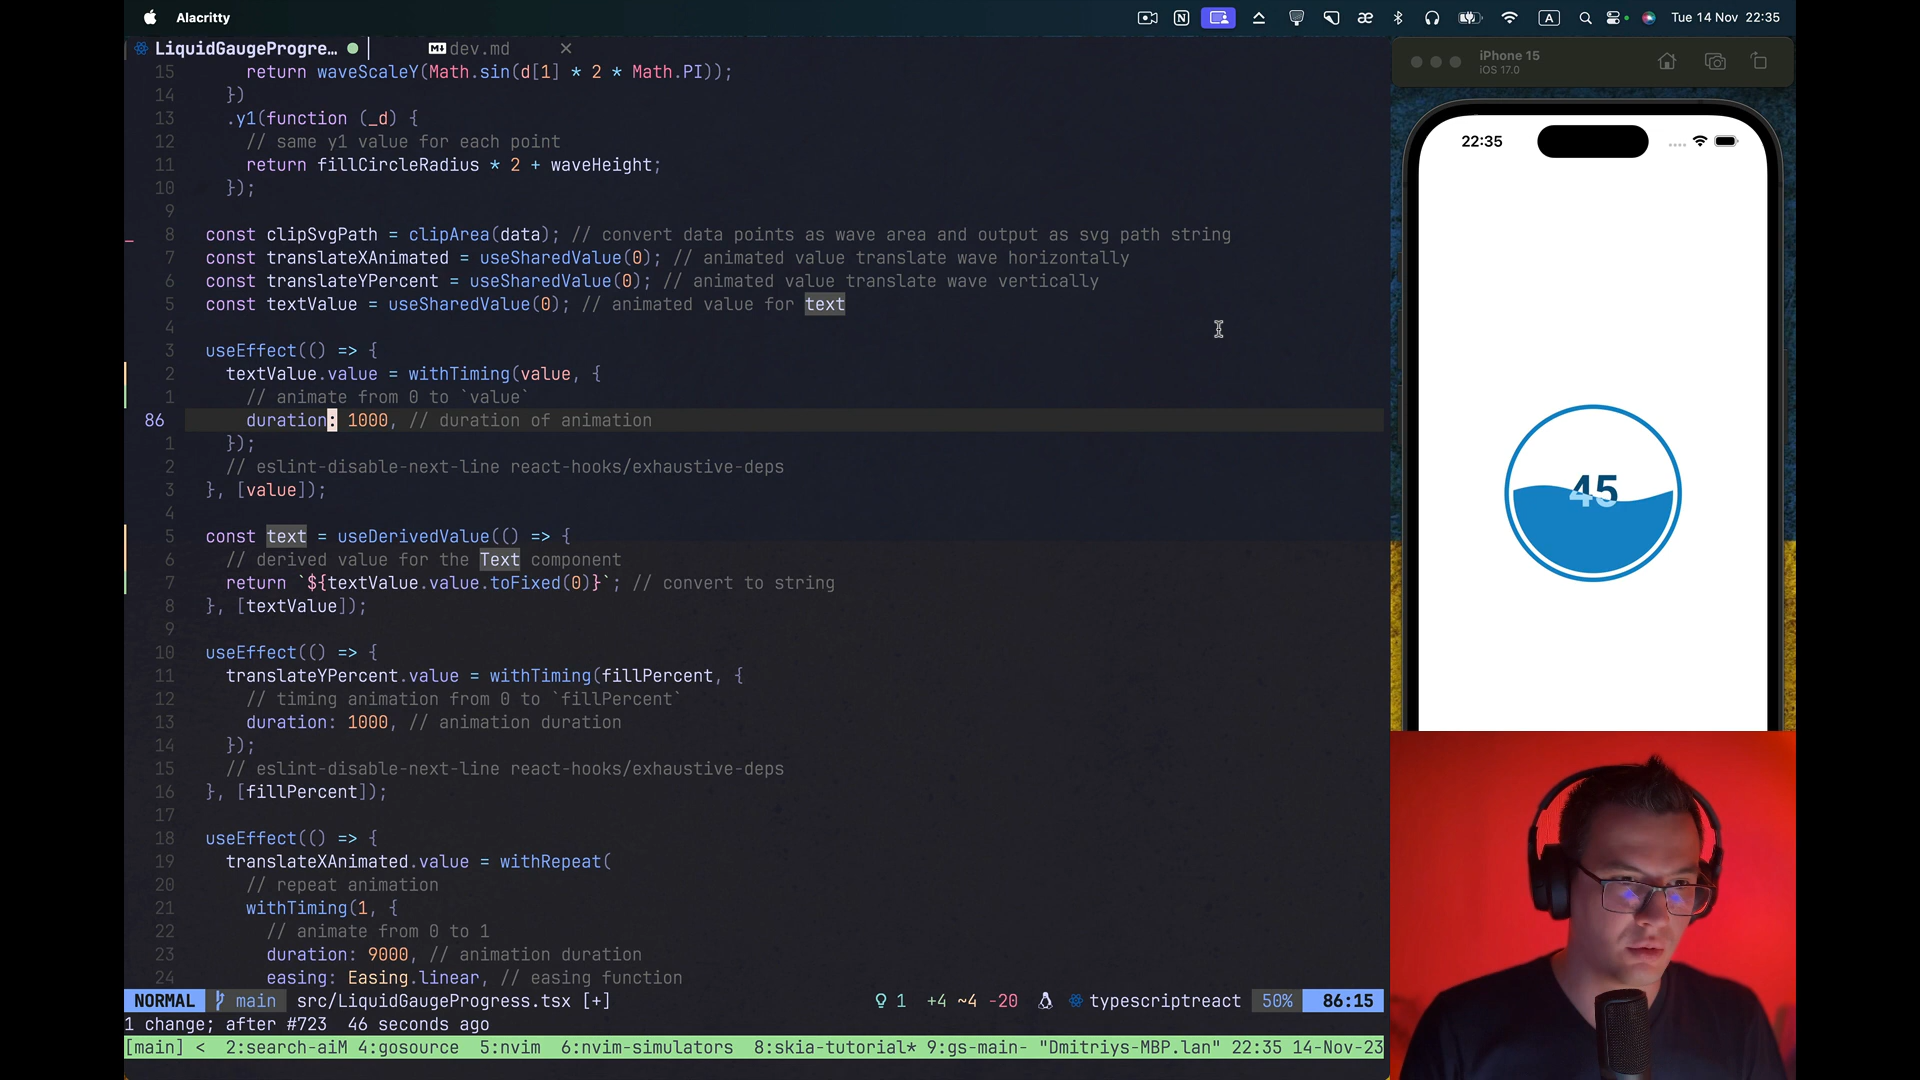 Alacritty
A
Tue 14 Nov 22:35
LiquidGaugeProgre…
dev.md
15 return waveScaleY(Math.sin(d[1] * 2 * Math.PI));
14 })
13 .y1(function (_d) {
12 // same y1 value for each point
11 return fillCircleRadius * 2 + waveHeight;
10 });
9
8 const clipSvgPath = clipArea(data); // convert data points as wave area and output as svg path string
7 const translateXAnimated = useSharedValue(0); // animated value translate wave horizontally
6 const translateYPercent = useSharedValue(0); // animated value translate wave vertically
5 const textValue = useSharedValue(0); // animated value for text
4
3 useEffect(() => {
2 textValue.value = withTiming(value, {
1 // animate from 0 to `value`
86 duration: 1000, // duration of animation
1 });
2 // eslint-disable-next-line react-hooks/exhaustive-deps
3 }, [value]);
4
5 const text = useDerivedValue(() => {
6 // derived value for the Text component
7 return `${textValue.value.toFixed(0)}`; // convert to string
8 }, [textValue]);
9
10 useEffect(() => {
11 translateYPercent.value = withTiming(fillPercent, {
12 // timing animation from 0 to `fillPercent`
13 duration: 1000, // animation duration
14 });
15 // eslint-disable-next-line react-hooks/exhaustive-deps
16 }, [fillPercent]);
17
18 useEffect(() => {
19 translateXAnimated.value = withRepeat(
20 // repeat animation
21 withTiming(1, {
22 // animate from 0 to 1
23 duration: 9000, // animation duration
24 easing: Easing.linear, // easing function
NORMAL main src/LiquidGaugeProgress.tsx [+] 1 +4 ~4 -20 typescriptreact 50% 86:15
1 change; after #723 46 seconds ago
[main] < 2:search-aiM 4:gosource 5:nvim 6:nvim-simulators 8:skia-tutorial* 9:gs-main- "Dmitriys-MBP.lan" 22:35 14-Nov-23
iPhone 15
iOS 17.0
22:35
45